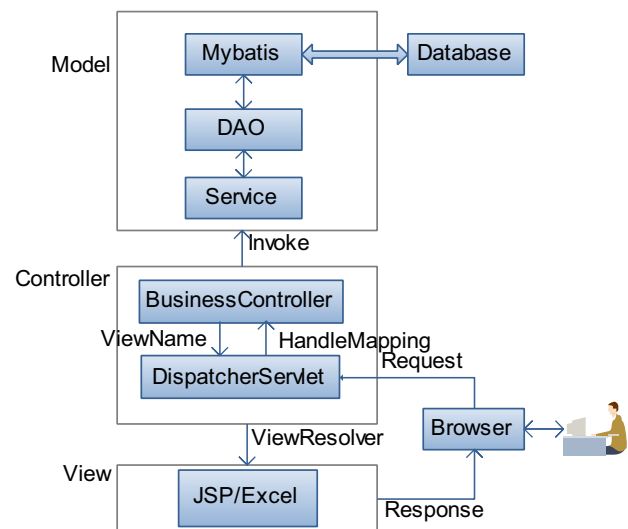 Model
Mybatis
Database
DAO
Service
Invoke
Controller
BusinessController
ViewName
HandleMapping
DispatcherServlet
Request
Browser
ViewResolver
View
JSP/Excel
Response